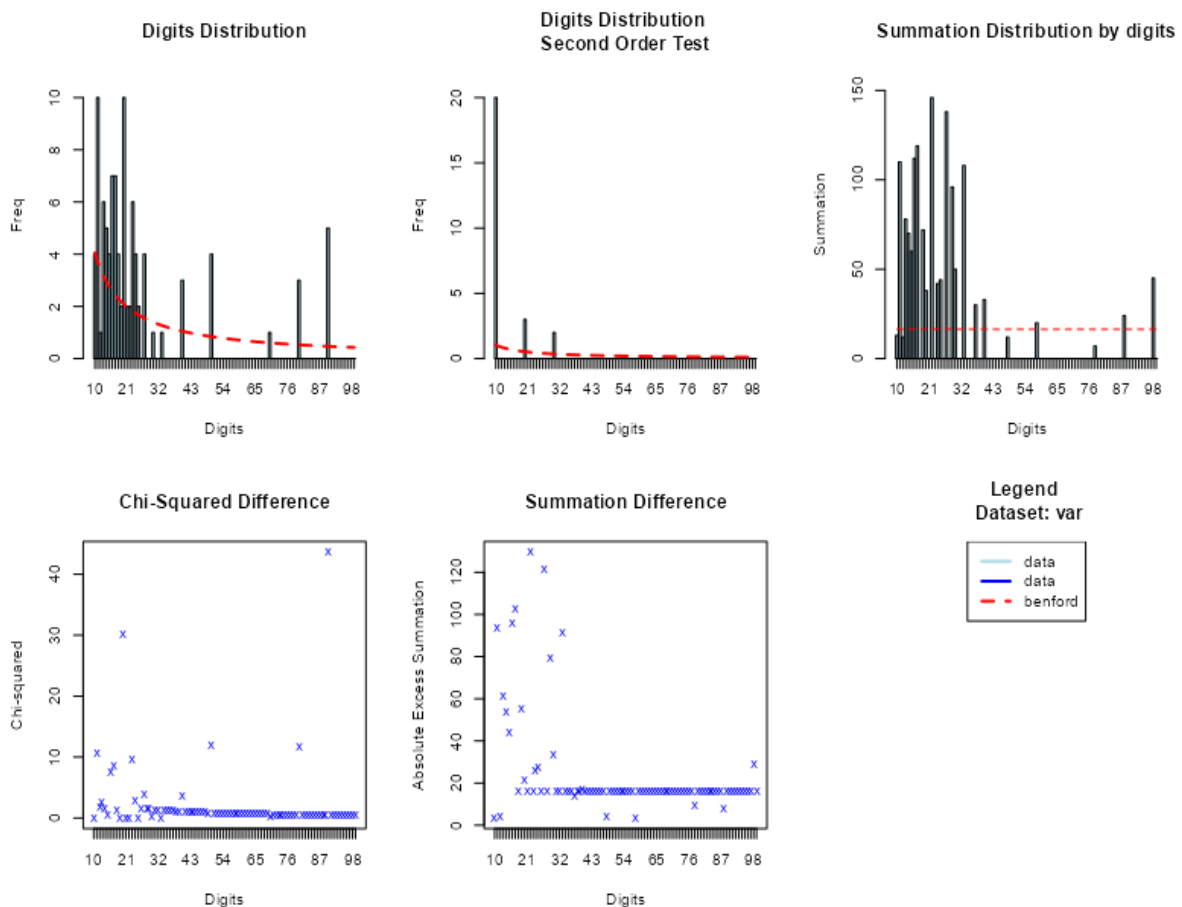 Digits Distribution
10
8
6
4
2
0
Freq
10 21 32 43 54 65 76 87 98
Digits
Digits Distribution
Second Order Test
20
15
10
5
0
Freq
10 21 32 43 54 65 76 87 98
Digits
Summation Distribution by digits
150
100
50
0
Summation
10 21 32 43 54 65 76 87 98
Digits
Chi-Squared Difference
40
30
20
10
0
Chi-squared
10 21 32 43 54 65 76 87 98
Digits
Summation Difference
120
100
80
60
40
20
0
Absolute Excess Summation
10 21 32 43 54 65 76 87 98
Digits
Legend
Dataset: var
data
data
benford